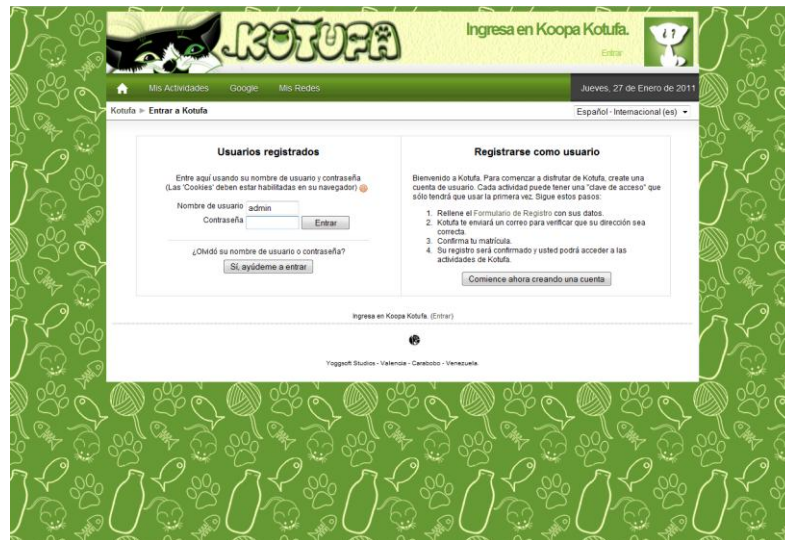 KOTUFA
Ingresa en Koopa Kotufa.
Entrar
Mis Actividades Google Mis Redes
Jueves, 27 de Enero de 2011
Kotufa ► Entrar a Kotufa
Español - Internacional (es)
Usuarios registrados
Entre aquí usando su nombre de usuario y contraseña
(Las 'Cookies' deben estar habilitadas en su navegador)
Nombre de usuario admin
Contraseña Entrar
¿Olvidó su nombre de usuario o contraseña?
Sí, ayúdeme a entrar
Registrarse como usuario
Bienvenido a Kotufa. Para comenzar a disfrutar de Kotufa, create una
cuenta de usuario. Cada actividad puede tener una "clave de acceso" que
sólo tendrá que usar la primera vez. Sigue estos pasos:
1. Rellene el Formulario de Registro con sus datos.
2. Kotufa te enviará un correo para verificar que su dirección sea
correcta.
3. Confirma tu matrícula.
4. Su registro será confirmado y usted podrá acceder a las
actividades de Kotufa.
Comience ahora creando una cuenta
Ingresa en Koopa Kotufa. (Entrar)
Yoggsoft Studios - Valencia - Carabobo - Venezuela.